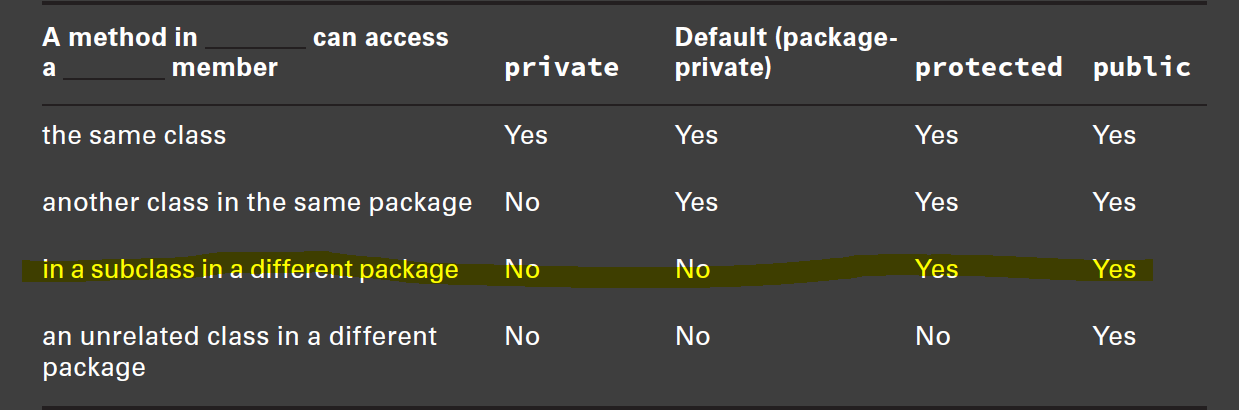 A method in ________ can access
a ________ member
private
Default (package-
private)
protected
public
the same class Yes Yes Yes Yes
another class in the same package No Yes Yes Yes
in a subclass in a different package No No Yes Yes
an unrelated class in a different
package
No No No Yes